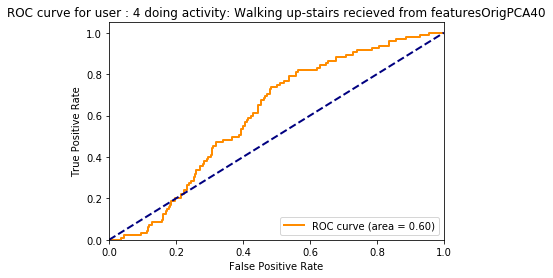 ROC curve for user : 4 doing activity: Walking up-stairs recieved from featuresOrigPCA40
1.0
0.8
0.6
0.4
0.2
0.0
True Positive Rate
ROC curve (area = 0.60)
0.0 0.2 0.4 0.6 0.8 1.0
False Positive Rate